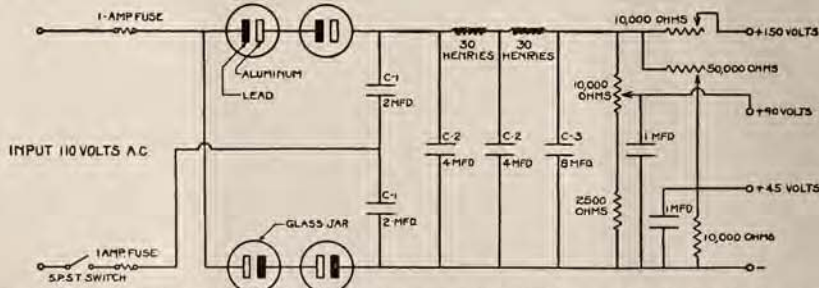 1-AMP FUSE
ALUMINUM
LEAD
C-1
2 MFD.
30
HENRIES
30
HENRIES
10,000 OHMS
+150 VOLTS
50,000 OHMS
10,000
OHMS
+90 VOLTS
INPUT 110 VOLTS A.C.
C-2
4 MFD
C-2
4 MFD
C-3
8 MFD.
1 MFD
C-1
2 MFD.
GLASS JAR
2500
OHMS
1 MFD
+45 VOLTS
10,000 OHMS
1 AMP. FUSE
S.P.S.T. SWITCH
–